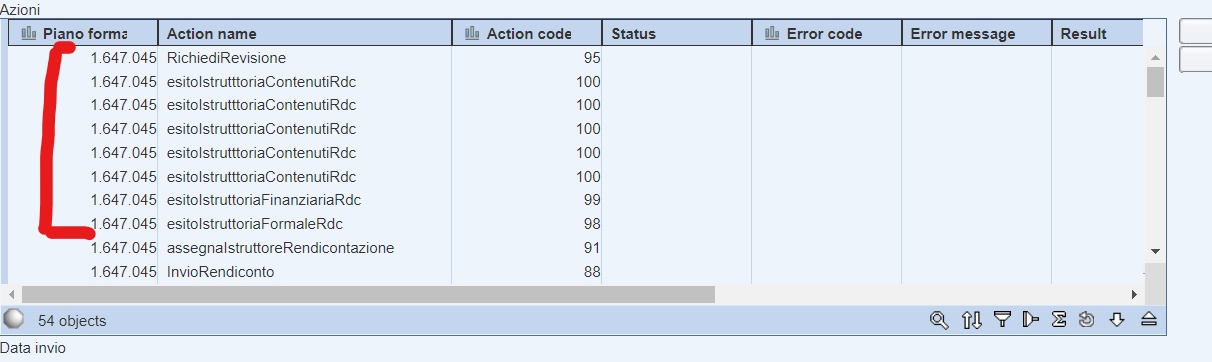 Azioni
Piano forma Action name Action code Status Error code Error message Result
1.647.045 RichiediRevisione 95
1.647.045 esitoIstrutttoriaContenutiRdc 100
1.647.045 esitoIstrutttoriaContenutiRdc 100
1.647.045 esitoIstrutttoriaContenutiRdc 100
1.647.045 esitoIstrutttoriaContenutiRdc 100
1.647.045 esitoIstrutttoriaContenutiRdc 100
1.647.045 esitoIstruttoriaFinanziariaRdc 99
1.647.045 esitoIstruttoriaFormaleRdc 98
1.647.045 assegnaIstruttoreRendicontazione 91
1.647.045 InvioRendiconto 88
54 objects
Data invio